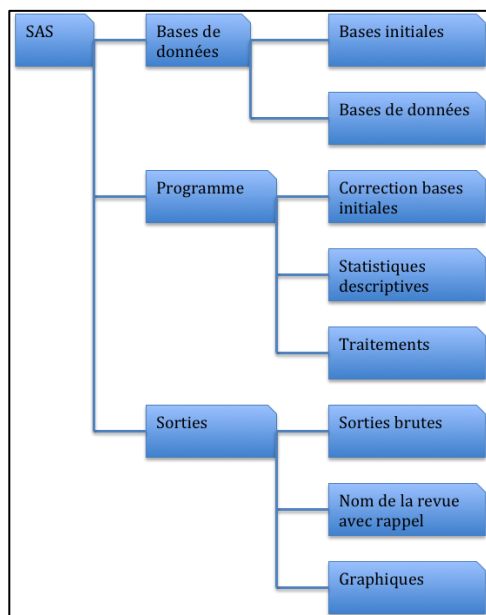 SAS
Bases de
données
Bases initiales
Bases de données
Programme
Correction bases
initiales
Statistiques
descriptives
Traitements
Sorties
Sorties brutes
Nom de la revue
avec rappel
Graphiques